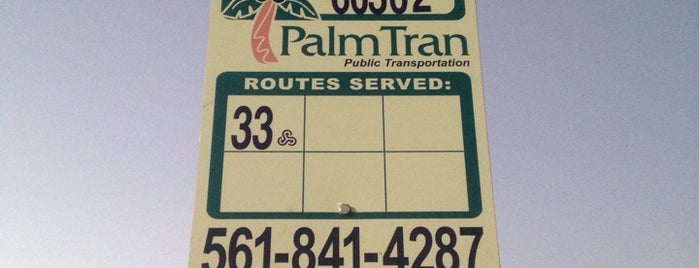 PalmTran
Public Transportation
ROUTES SERVED:
33
561-841-4287